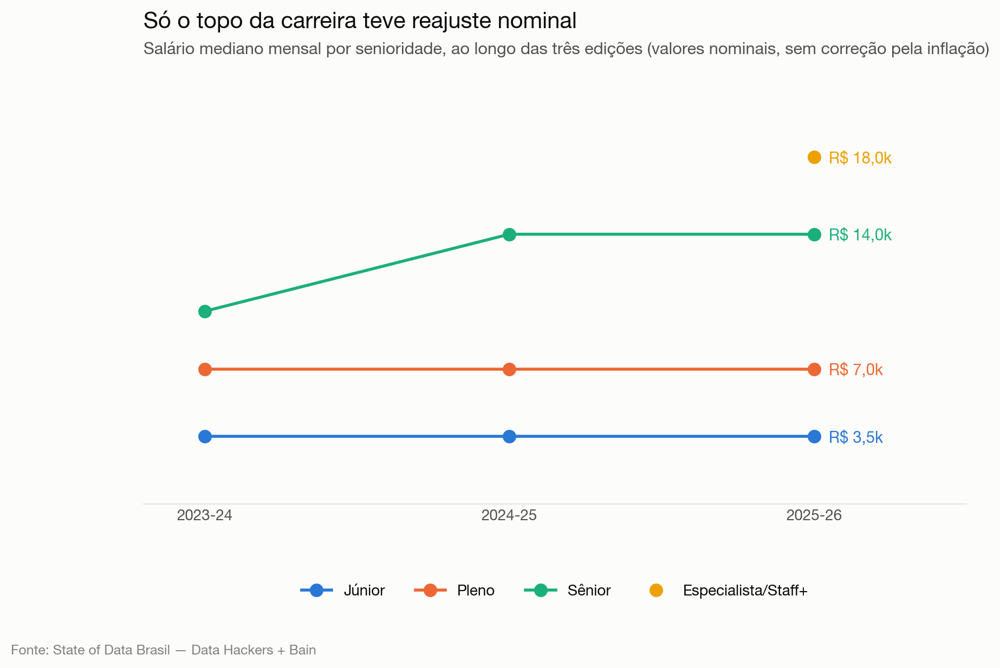 Só o topo da carreira teve reajuste nominal
Salário mediano mensal por senioridade, ao longo das três edições (valores nominais, sem correção pela inflação)
R$ 18,0k
R$ 14,0k
R$ 7,0k
R$ 3,5k
2023-24 2024-25 2025-26
Júnior Pleno Sênior Especialista/Staff+
Fonte: State of Data Brasil — Data Hackers + Bain